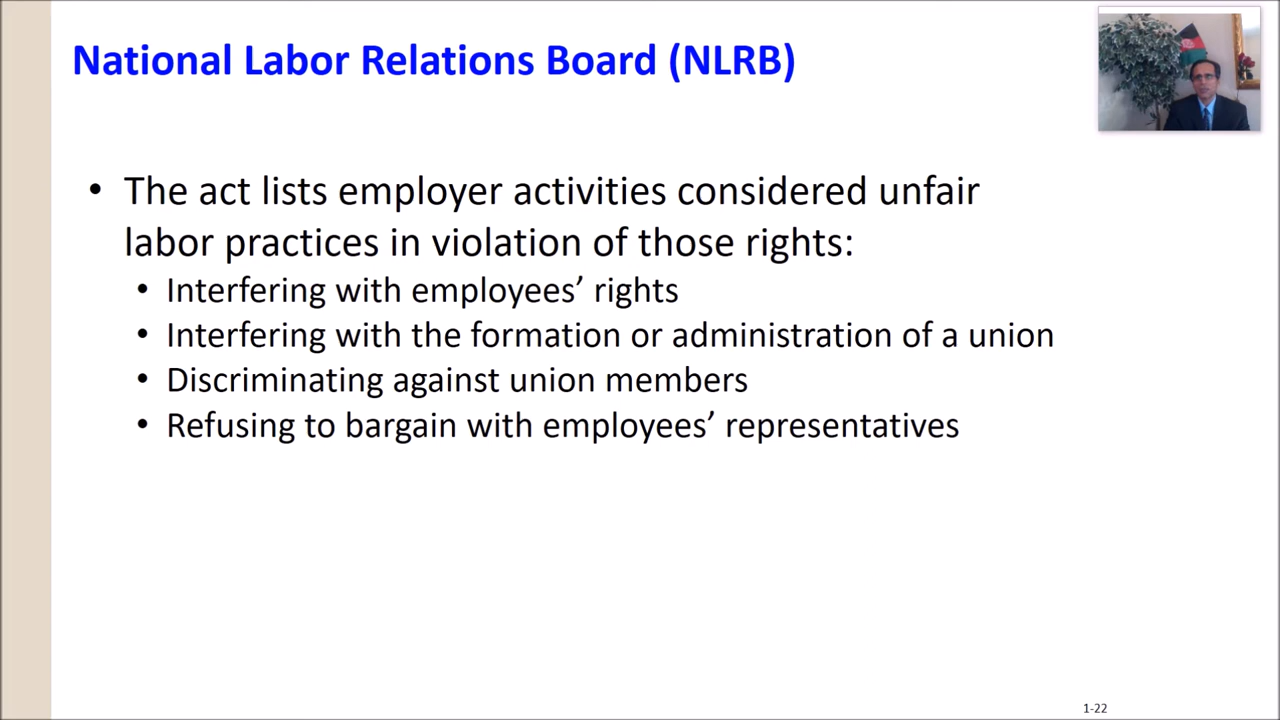 National Labor Relations Board (NLRB)
• The act lists employer activities considered unfair
labor practices in violation of those rights:
• Interfering with employees’ rights
• Interfering with the formation or administration of a union
• Discriminating against union members
• Refusing to bargain with employees’ representatives
1-22